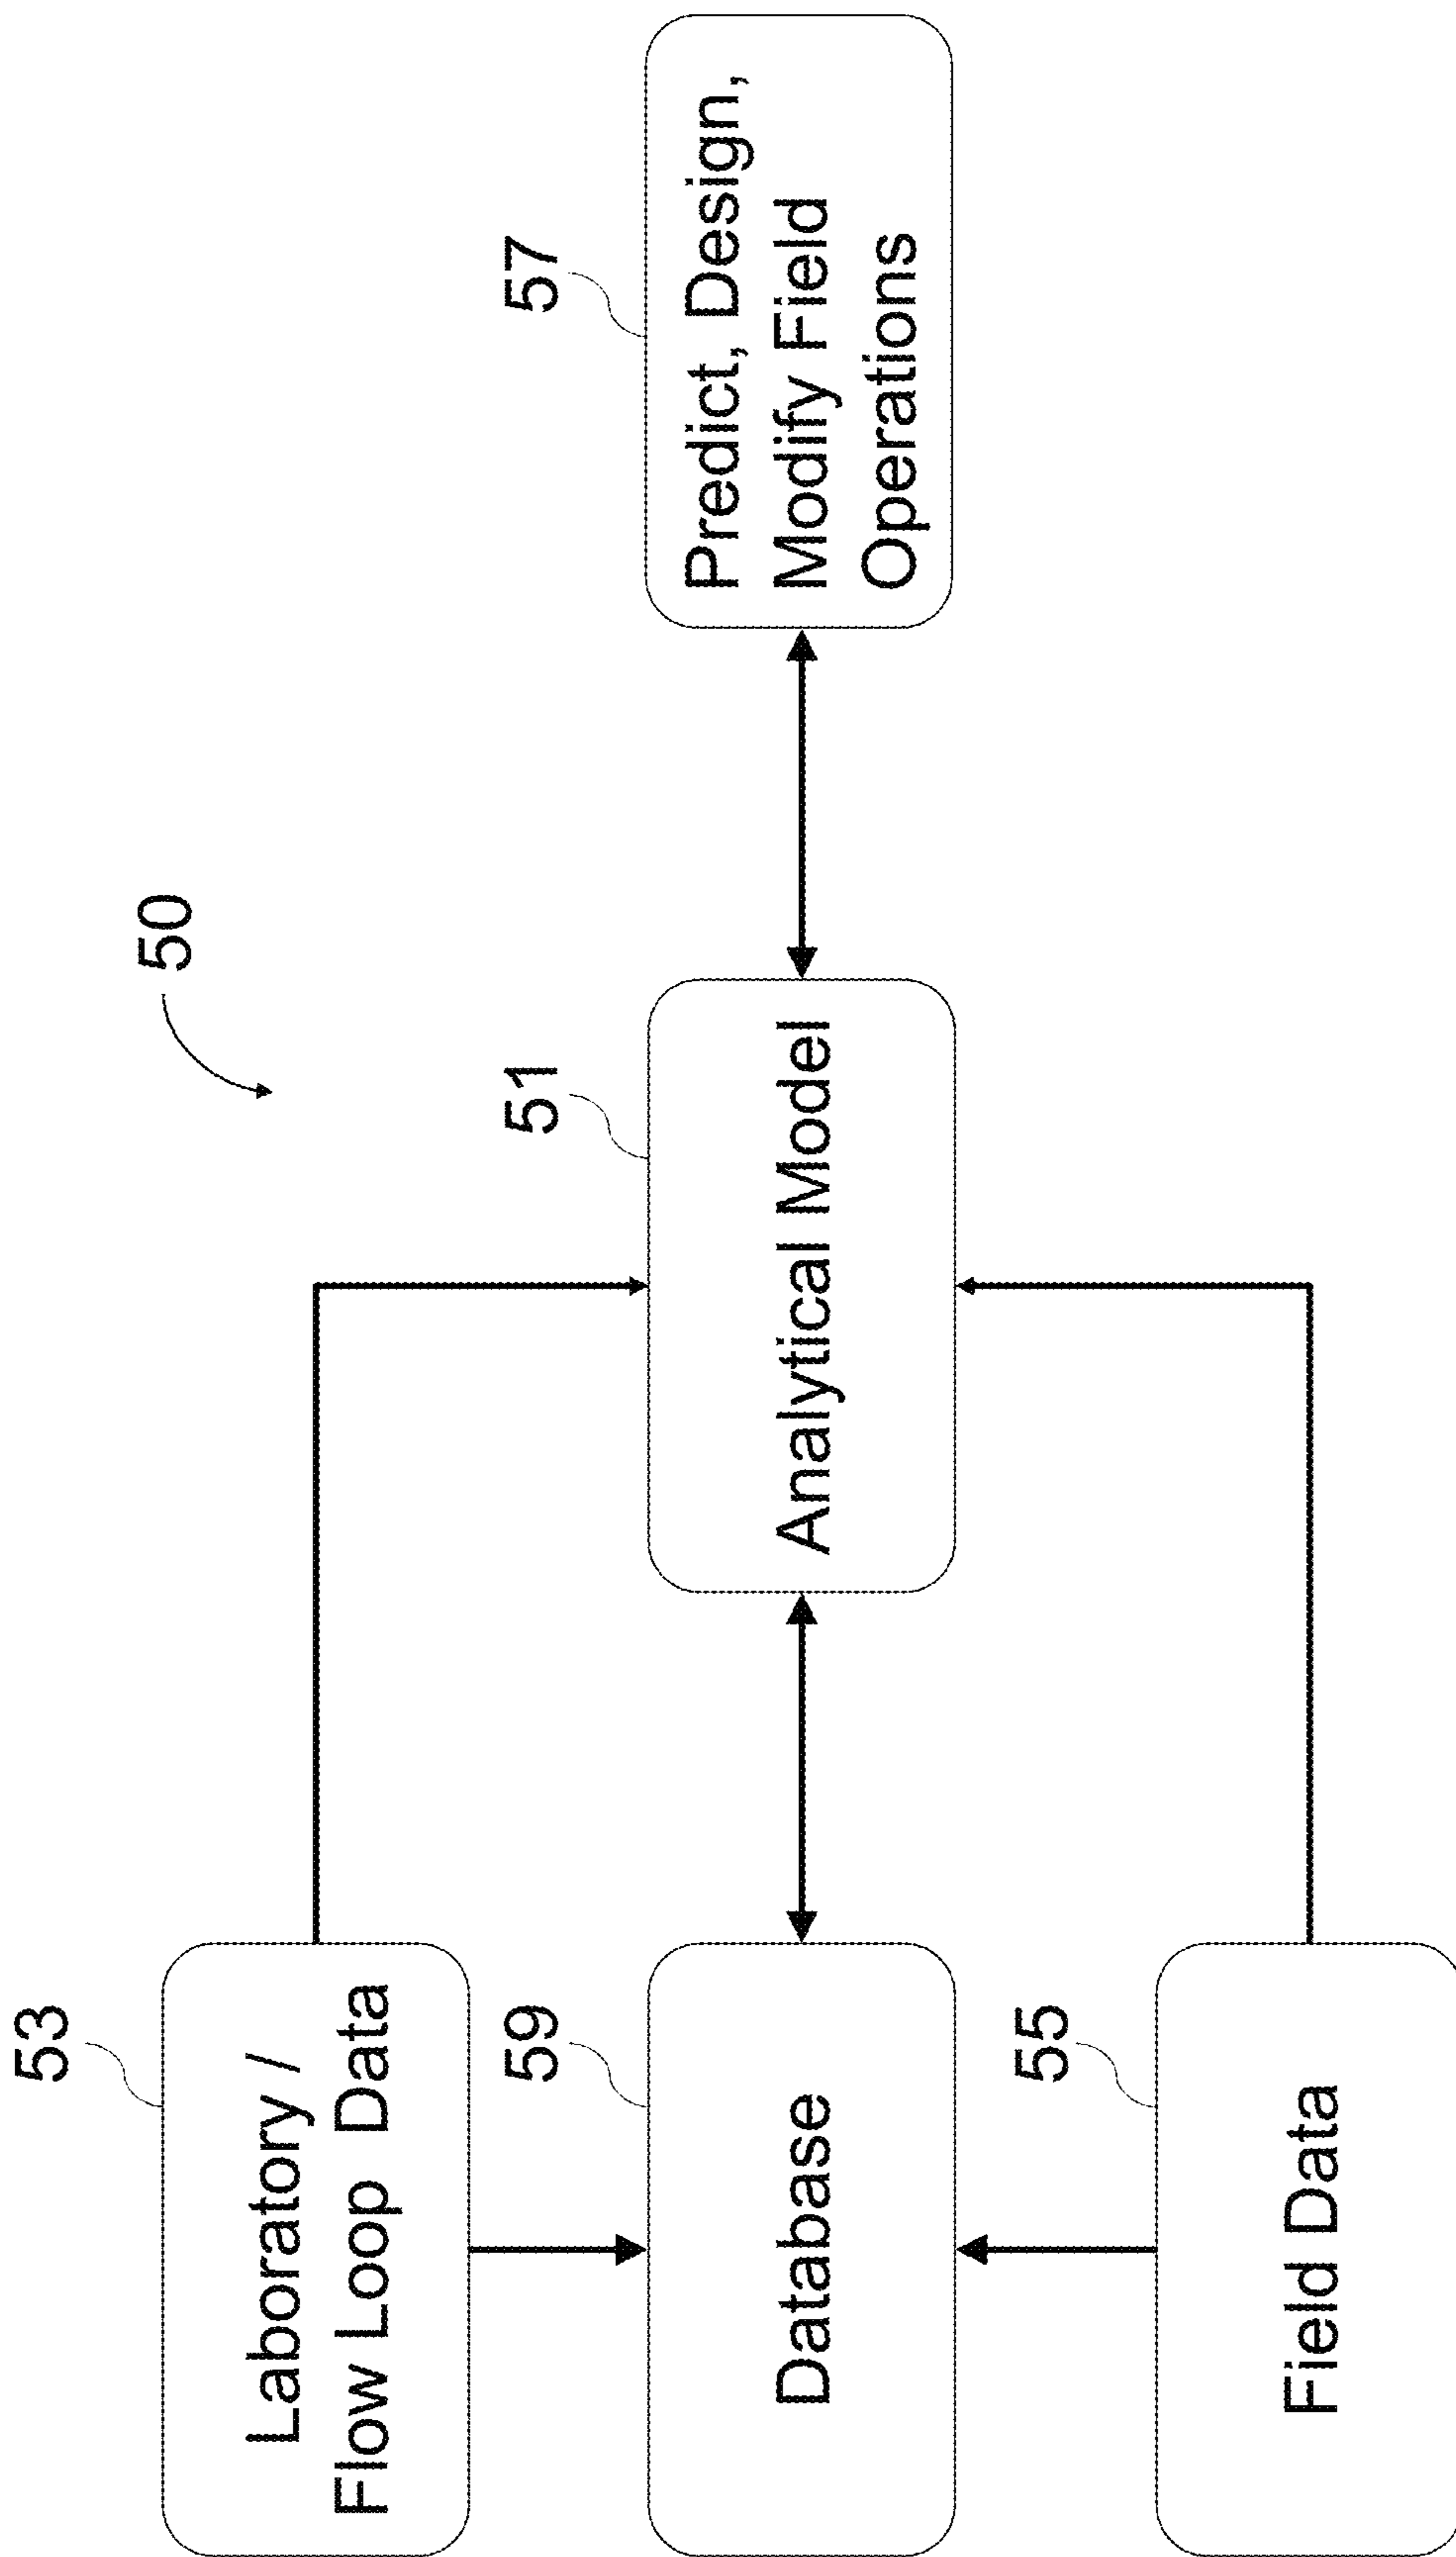 50
53
Laboratory /
Flow Loop Data
59
Database
55
Field Data
51
Analytical Model
57
Predict, Design,
Modify Field
Operations